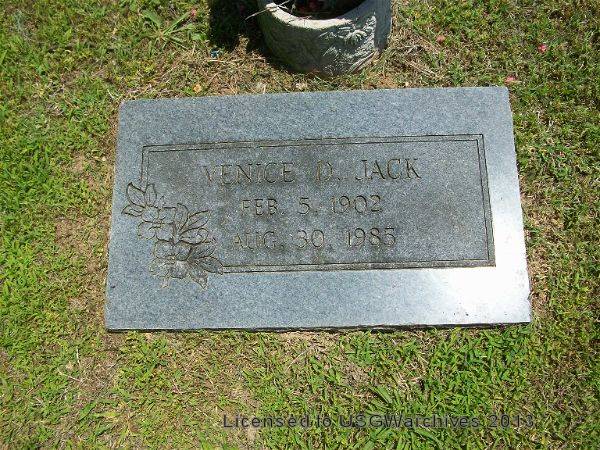 VENICE D. JACK
FEB. 5, 1902
AUG. 30, 1985
Licensed to USGWarchives 2013